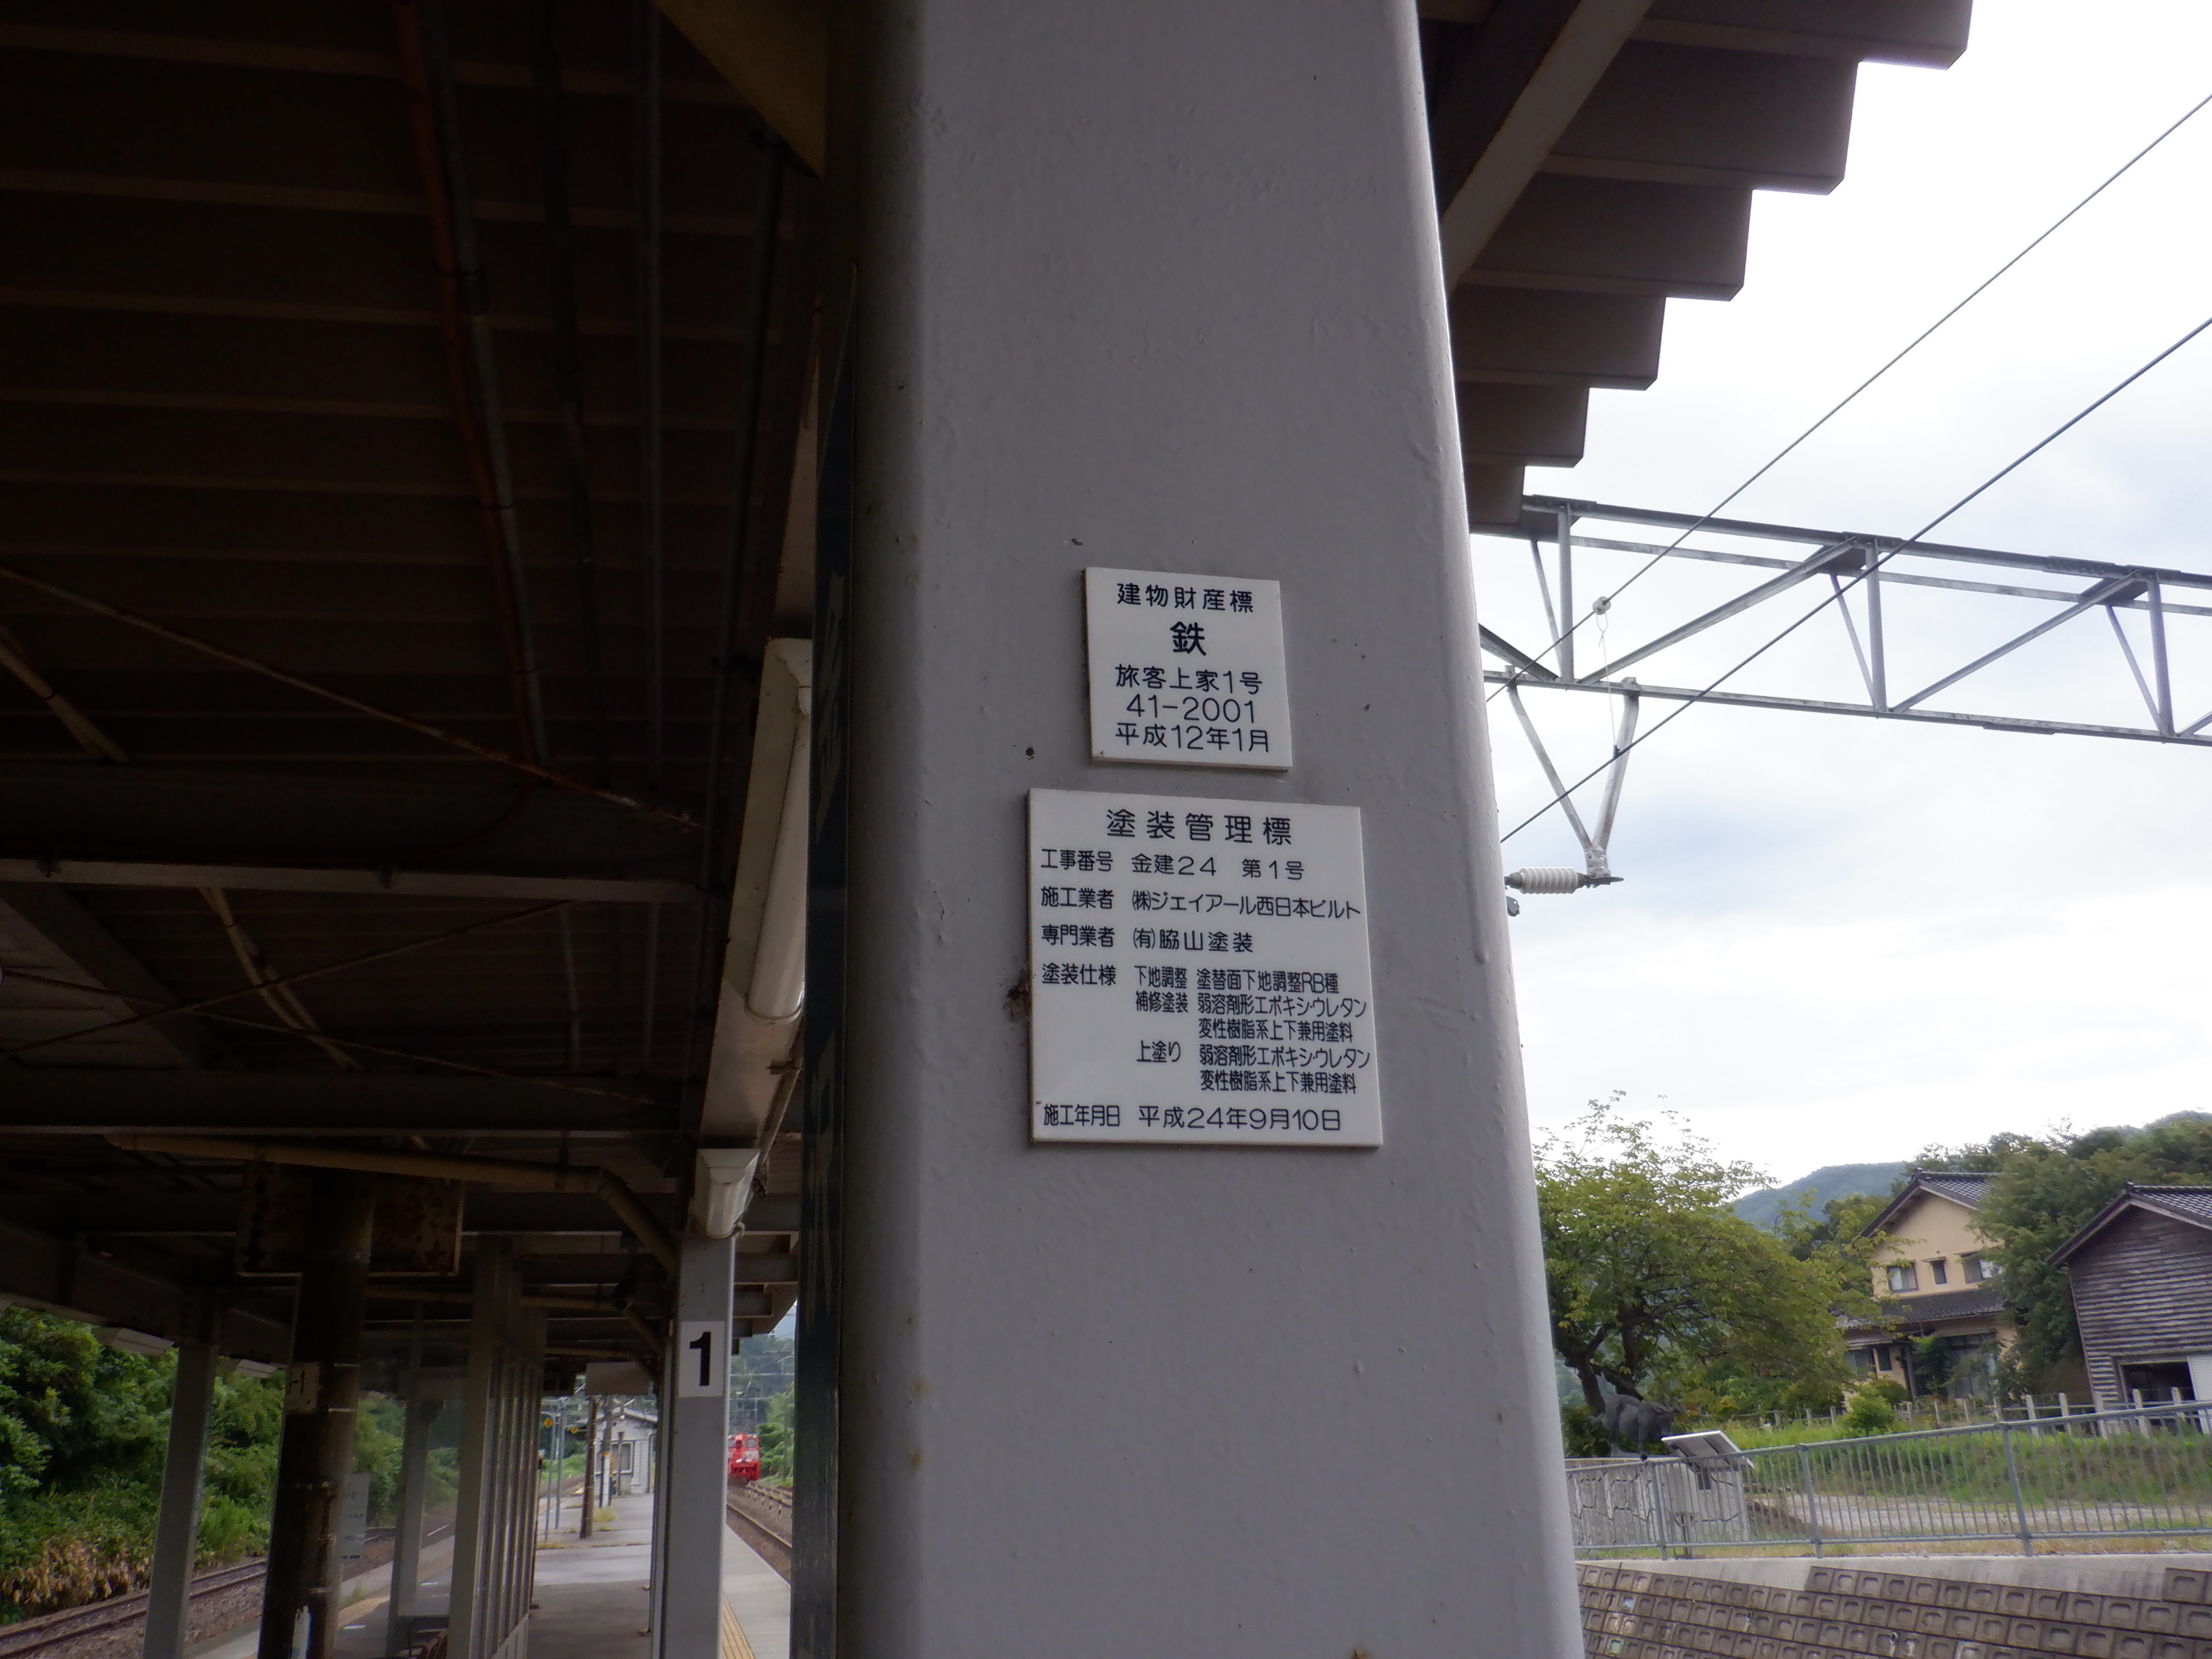 建物財産標
鉄
旅客上家1号
41-2001
平成12年1月
塗装管理標
工事番号 金建24 第1号
施工業者 ㈱ジェイアール西日本ビルト
専門業者 ㈲脇山塗装
塗装仕様 下地調整 塗替面下地調整RB種
補修塗装 弱溶剤形エポキシ・ウレタン
変性樹脂系上下兼用塗料
上塗り 弱溶剤形エポキシ・ウレタン
変性樹脂系上下兼用塗料
施工年月日 平成24年9月10日
1